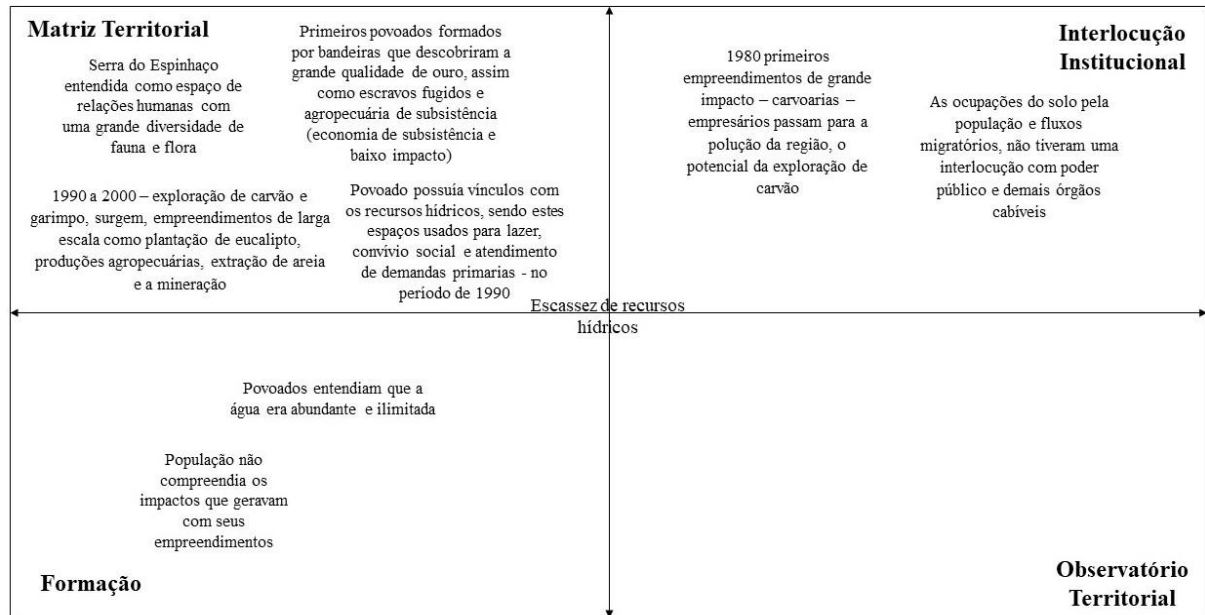 Matriz Territorial
Serra do Espinhaço
entendida como espaço de
relações humanas com
uma grande diversidade de
fauna e flora
Primeiros povoados formados
por bandeiras que descobriram a
grande qualidade de ouro, assim
como escravos fugidos e
agropecuária de subsistência
(economia de subsistência e
baixo impacto)
1990 a 2000 – exploração de carvão e
garimpo, surgem, empreendimentos de larga
escala como plantação de eucalipto,
produções agropecuárias, extração de areia
e a mineração
Povoado possuía vínculos com
os recursos hídricos, sendo estes
espaços usados para lazer,
convívio social e atendimento
de demandas primarias - no
período de 1990
Interlocução
Institucional
1980 primeiros
empreendimentos de grande
impacto – carvoarias –
empresários passam para a
polução da região, o
potencial da exploração de
carvão
As ocupações do solo pela
população e fluxos
migratórios, não tiveram uma
interlocução com poder
público e demais órgãos
cabíveis
Escassez de recursos
hídricos
Povoados entendiam que a
água era abundante e ilimitada
População não
compreendia os
impactos que geravam
com seus
empreendimentos
Formação
Observatório
Territorial